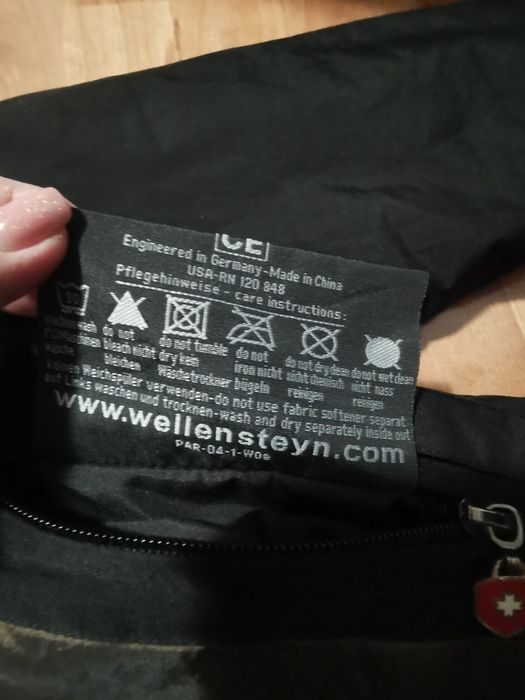 CE
Engineered in Germany-Made in China
USA-RN 120 848
Pflegehinweise - care instructions:
30
do not bleach nicht bleichen
do not tumble dry kein Wäschetrockner
do not iron nicht bügeln
do not dry clean nicht chemisch reinigen
do not wet clean nicht nass reinigen
keinen Weichspüler verwenden-do not use fabric softener separat
auf Links waschen und trocknen-wash and dry separately inside out
www.wellensteyn.com
PAR-04-1-W09